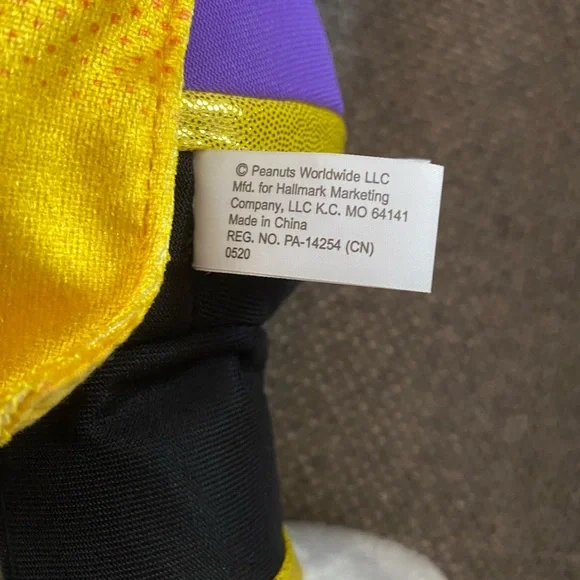 © Peanuts Worldwide LLC
Mfd. for Hallmark Marketing
Company, LLC K.C. MO 64141
Made in China
REG. NO. PA-14254 (CN)
0520